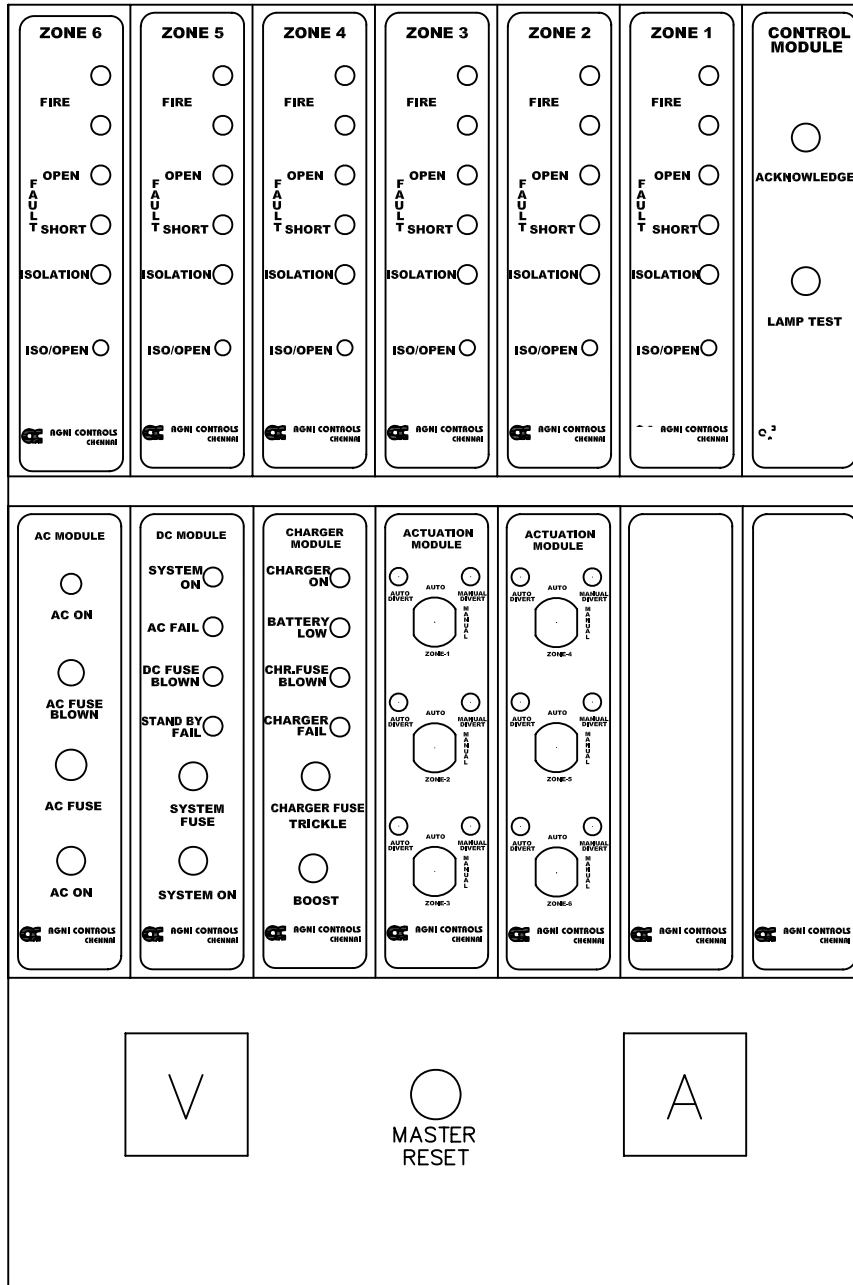 ZONE 6
FIRE
FAULT
OPEN
SHORT
ISOLATION
ISO/OPEN
AGNI CONTROLS
CHENNAI
ZONE 5
FIRE
FAULT
OPEN
SHORT
ISOLATION
ISO/OPEN
AGNI CONTROLS
CHENNAI
ZONE 4
FIRE
FAULT
OPEN
SHORT
ISOLATION
ISO/OPEN
AGNI CONTROLS
CHENNAI
ZONE 3
FIRE
FAULT
OPEN
SHORT
ISOLATION
ISO/OPEN
AGNI CONTROLS
CHENNAI
ZONE 2
FIRE
FAULT
OPEN
SHORT
ISOLATION
ISO/OPEN
AGNI CONTROLS
CHENNAI
ZONE 1
FIRE
FAULT
OPEN
SHORT
ISOLATION
ISO/OPEN
AGNI CONTROLS
CHENNAI
CONTROL
MODULE
ACKNOWLEDGE
LAMP TEST
AC MODULE
AC ON
AC FUSE
BLOWN
AC FUSE
AC ON
AGNI CONTROLS
CHENNAI
DC MODULE
SYSTEM
ON
AC FAIL
DC FUSE
BLOWN
STAND BY
FAIL
SYSTEM
FUSE
SYSTEM ON
AGNI CONTROLS
CHENNAI
CHARGER
MODULE
CHARGER
ON
BATTERY
LOW
CHR.FUSE
BLOWN
CHARGER
FAIL
CHARGER FUSE
TRICKLE
BOOST
AGNI CONTROLS
CHENNAI
ACTUATION
MODULE
AUTO
AUTO
DIVERT
MANUAL
DIVERT
MANUAL
ZONE-1
AUTO
DIVERT
MANUAL
DIVERT
MANUAL
ZONE-2
AUTO
AUTO
DIVERT
MANUAL
DIVERT
MANUAL
ZONE-3
AGNI CONTROLS
CHENNAI
ACTUATION
MODULE
AUTO
AUTO
DIVERT
MANUAL
DIVERT
MANUAL
ZONE-4
AUTO
DIVERT
MANUAL
DIVERT
MANUAL
ZONE-5
AUTO
AUTO
DIVERT
MANUAL
DIVERT
MANUAL
ZONE-6
AGNI CONTROLS
CHENNAI
AGNI CONTROLS
CHENNAI
AGNI CONTROLS
CHENNAI
V
MASTER
RESET
A